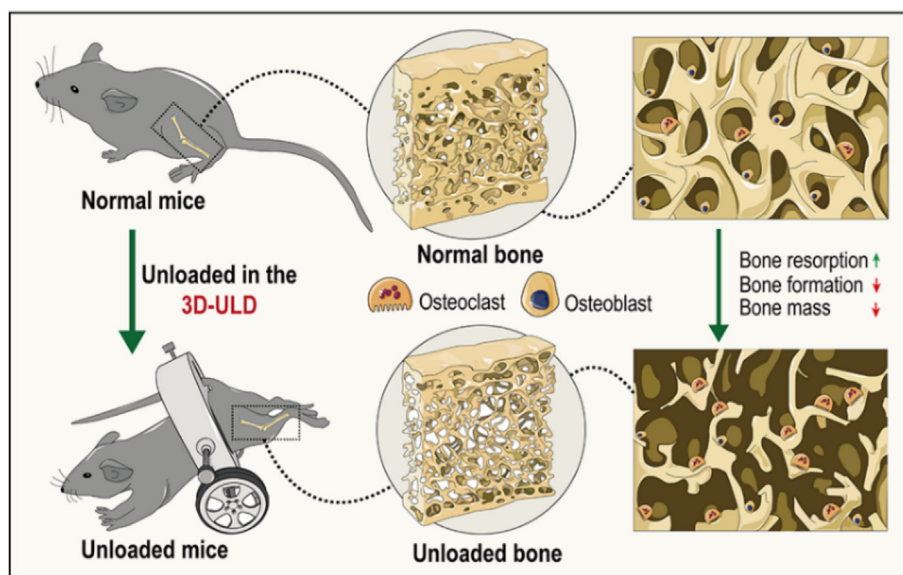 Normal mice
Normal bone
Unloaded in the
3D-ULD
Osteoclast
Osteoblast
Bone resorption ↑
Bone formation ↓
Bone mass ↓
Unloaded mice
Unloaded bone